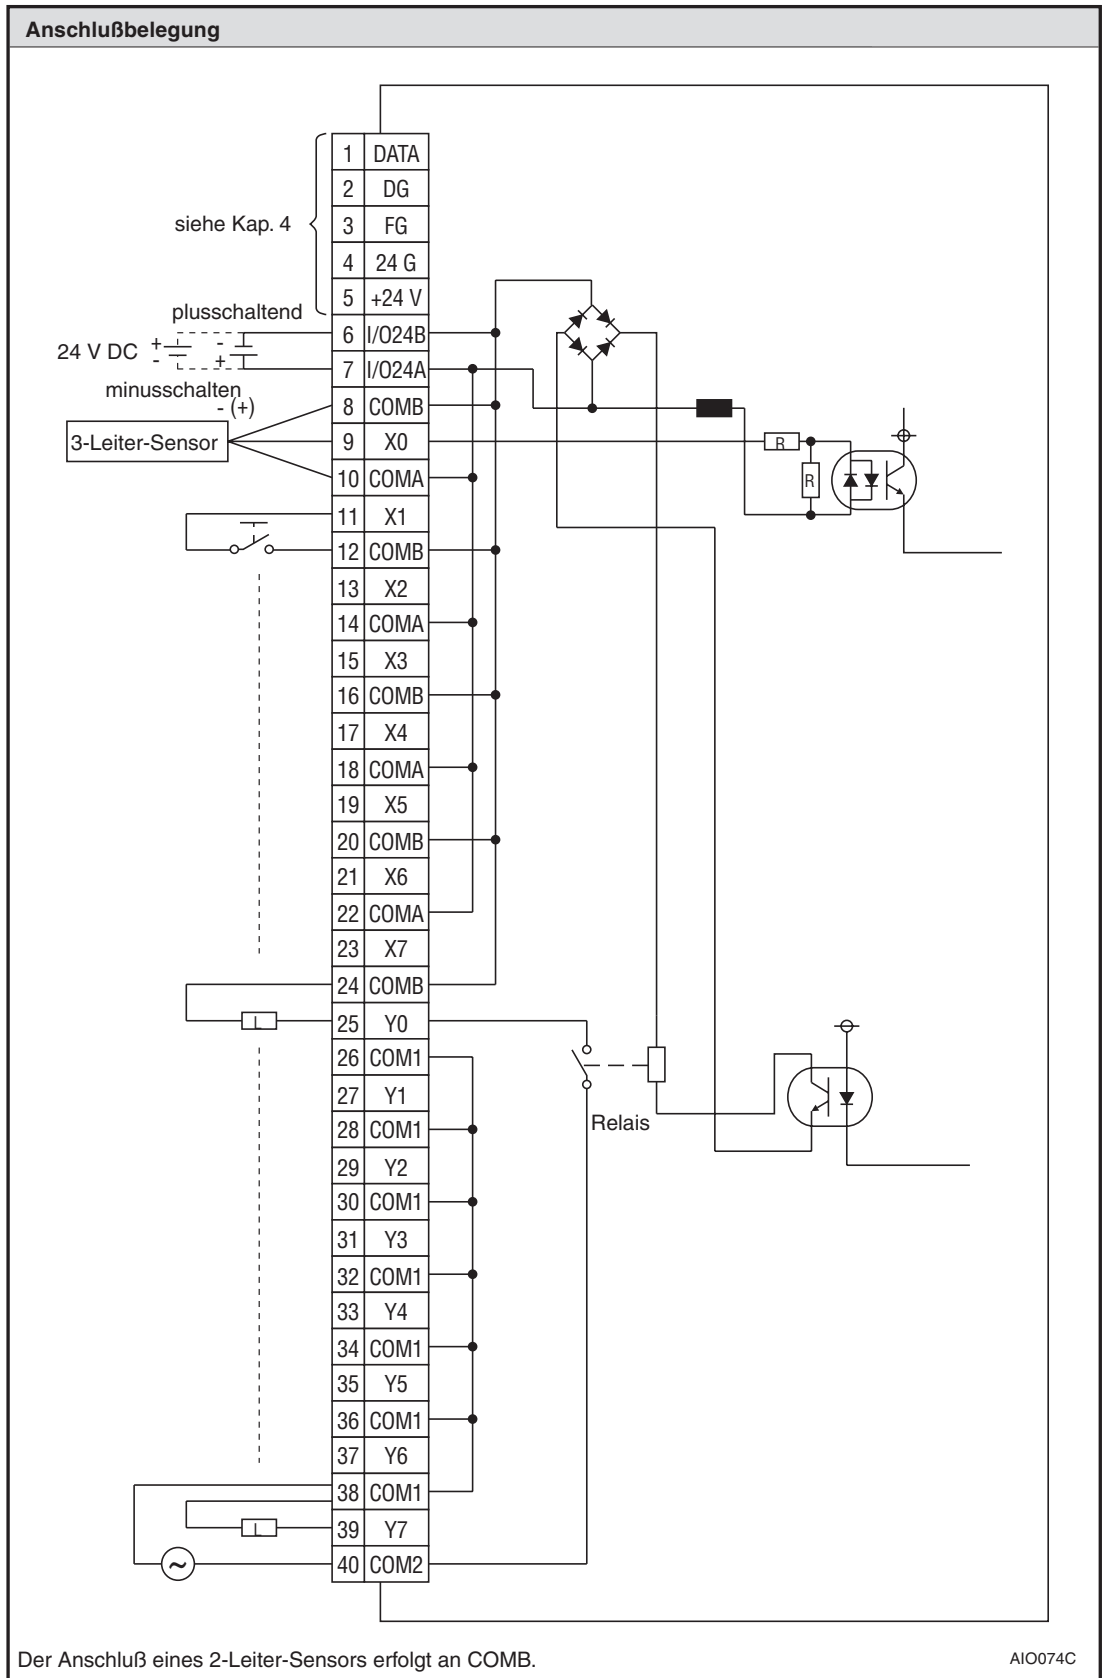 Anschlußbelegung
1 DATA
2 DG
siehe Kap. 4
3 FG
4 24 G
5 +24 V
plusschaltend
6 I/O24B
24 V DC + - - +
7 I/O24A
minusschalten
- (+)
8 COMB
3-Leiter-Sensor
9 X0
R
10 COMA
R
11 X1
12 COMB
13 X2
14 COMA
15 X3
16 COMB
17 X4
18 COMA
19 X5
20 COMB
21 X6
22 COMA
23 X7
24 COMB
L
25 Y0
26 COM1
27 Y1
Relais
28 COM1
29 Y2
30 COM1
31 Y3
32 COM1
33 Y4
34 COM1
35 Y5
36 COM1
37 Y6
38 COM1
L
39 Y7
~
40 COM2
Der Anschluß eines 2-Leiter-Sensors erfolgt an COMB.
AIO074C